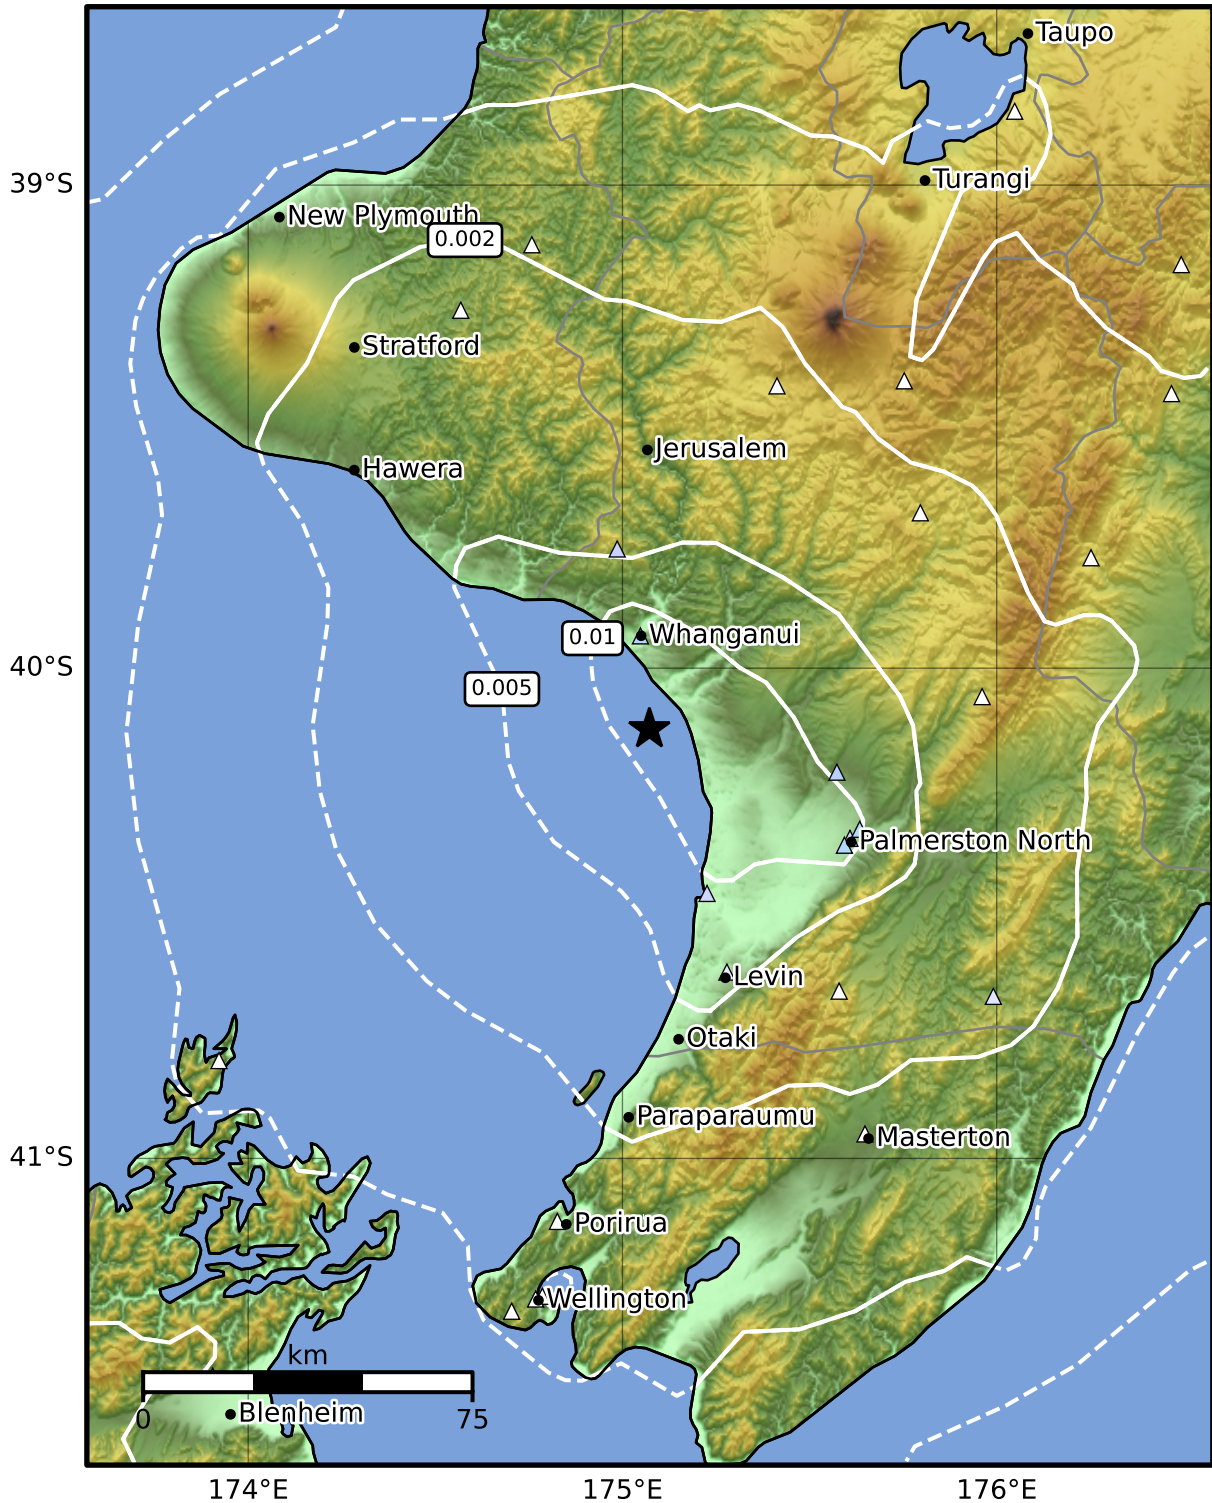 Taupo
39°S
Turangi
New Plymouth
0.002
Stratford
Jerusalem
Hawera
0.01
Whanganui
40°S
0.005
Palmerston North
Levin
Otaki
Paraparaumu
Masterton
41°S
Porirua
Wellington
km
0
75
Blenheim
174°E
175°E
176°E